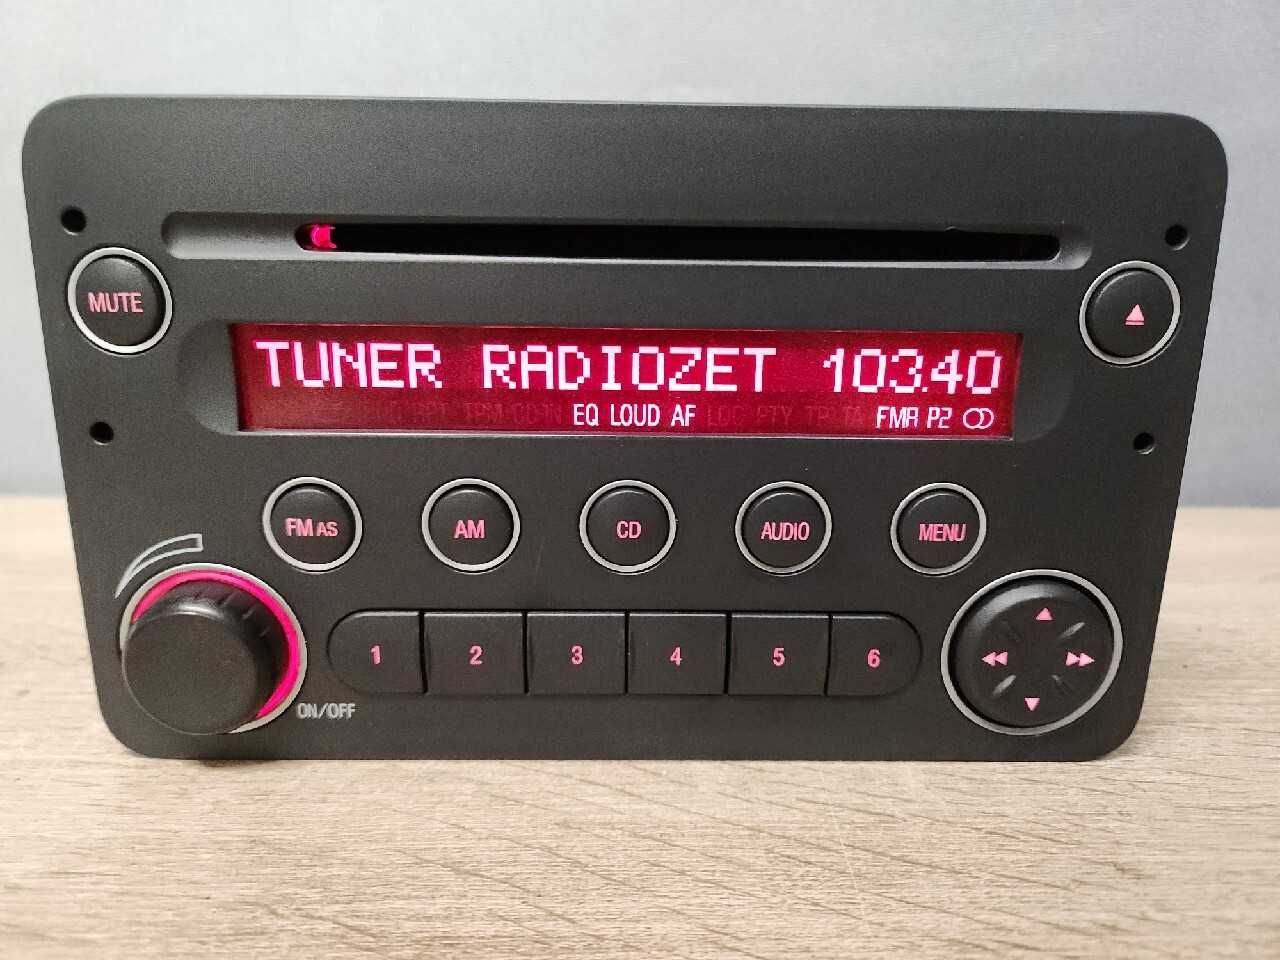 MUTE
TUNER RADIOZET 103.40
EQ LOUD AF FMA P2
FM AS AM CD AUDIO MENU
1 2 3 4 5 6
ON/OFF